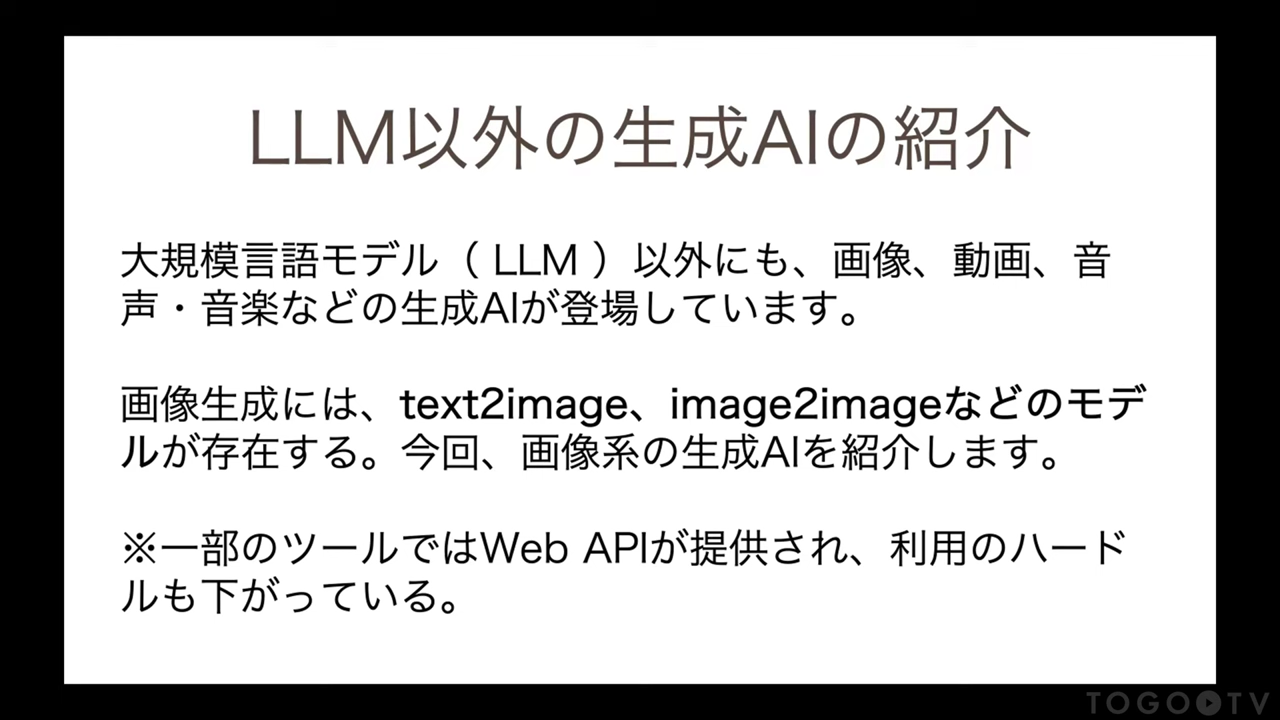 LLM以外の生成AIの紹介
大規模言語モデル（ LLM ）以外にも、画像、動画、音
声・音楽などの生成AIが登場しています。
画像生成には、text2image、image2imageなどのモデ
ルが存在する。今回、画像系の生成AIを紹介します。
※一部のツールではWeb APIが提供され、利用のハード
ルも下がっている。
TOGO TV